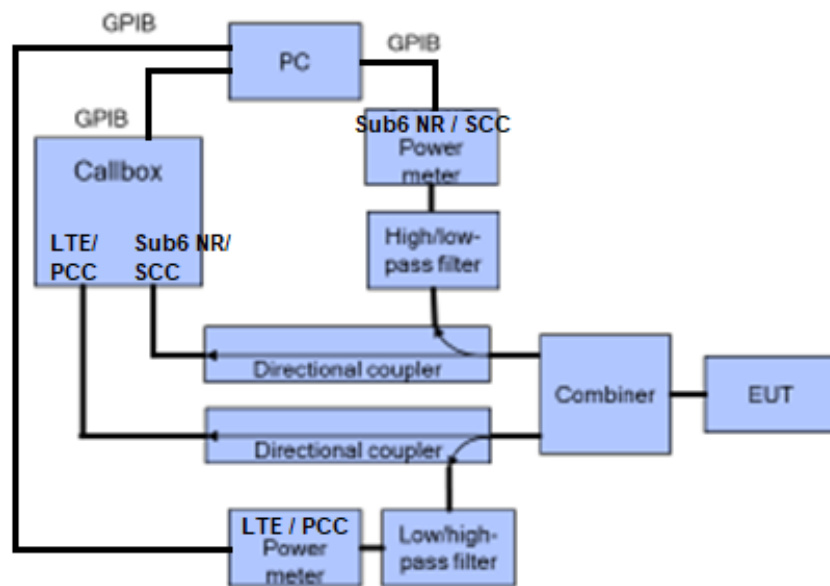 GPIB
PC
GPIB
GPIB
Sub6 NR / SCC
Power
meter
Callbox
LTE/
PCC
Sub6 NR/
SCC
High/low-
pass filter
Directional coupler
Combiner
EUT
Directional coupler
LTE / PCC
Power
meter
Low/high-
pass filter